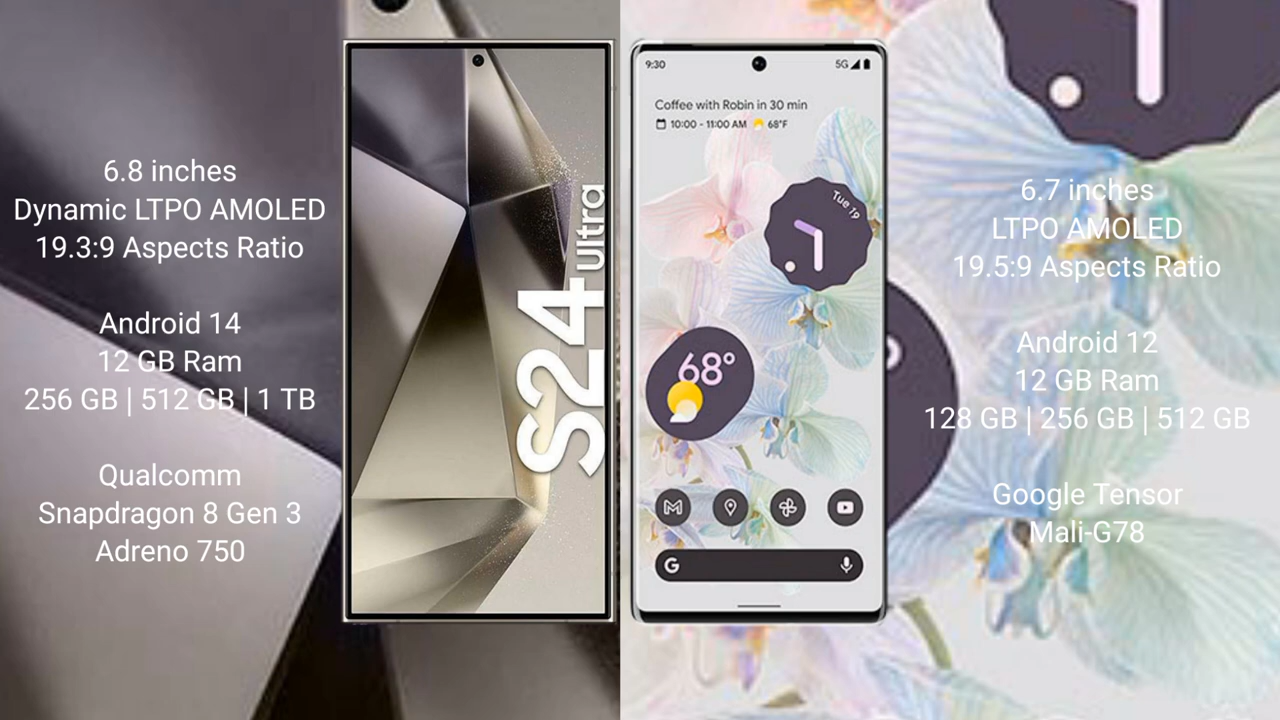 6.8 inches
Dynamic LTPO AMOLED
19.3:9 Aspects Ratio
Android 14
12 GB Ram
256 GB | 512 GB | 1 TB
Qualcomm
Snapdragon 8 Gen 3
Adreno 750
S24 ultra
9:30
5G
Coffee with Robin in 30 min
10:00 - 11:00 AM 68°F
Tue 19
68°
G
6.7 inches
LTPO AMOLED
19.5:9 Aspects Ratio
Android 12
12 GB Ram
128 GB | 256 GB | 512 GB
Google Tensor
Mali-G78